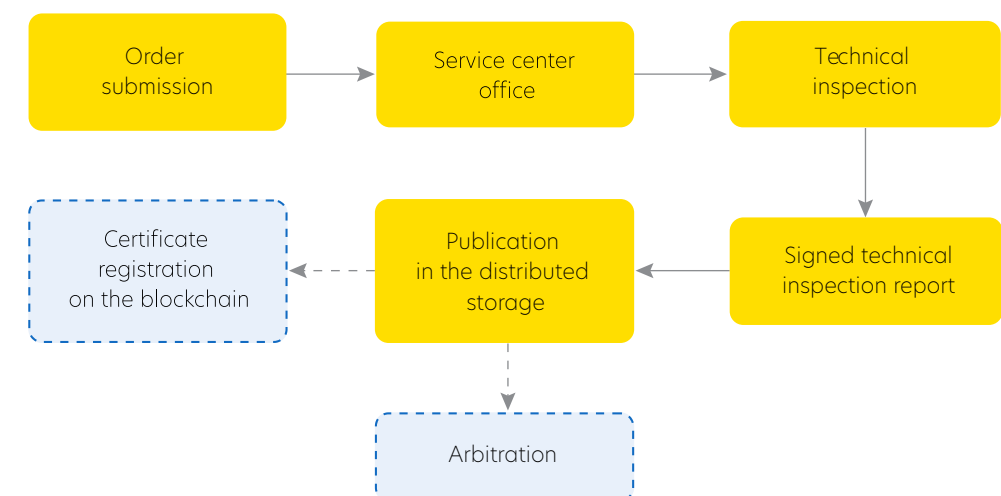 Order
submission
Service center
office
Technical
inspection
Certificate
registration
on the blockchain
Publication
in the distributed
storage
Signed technical
inspection report
Arbitration